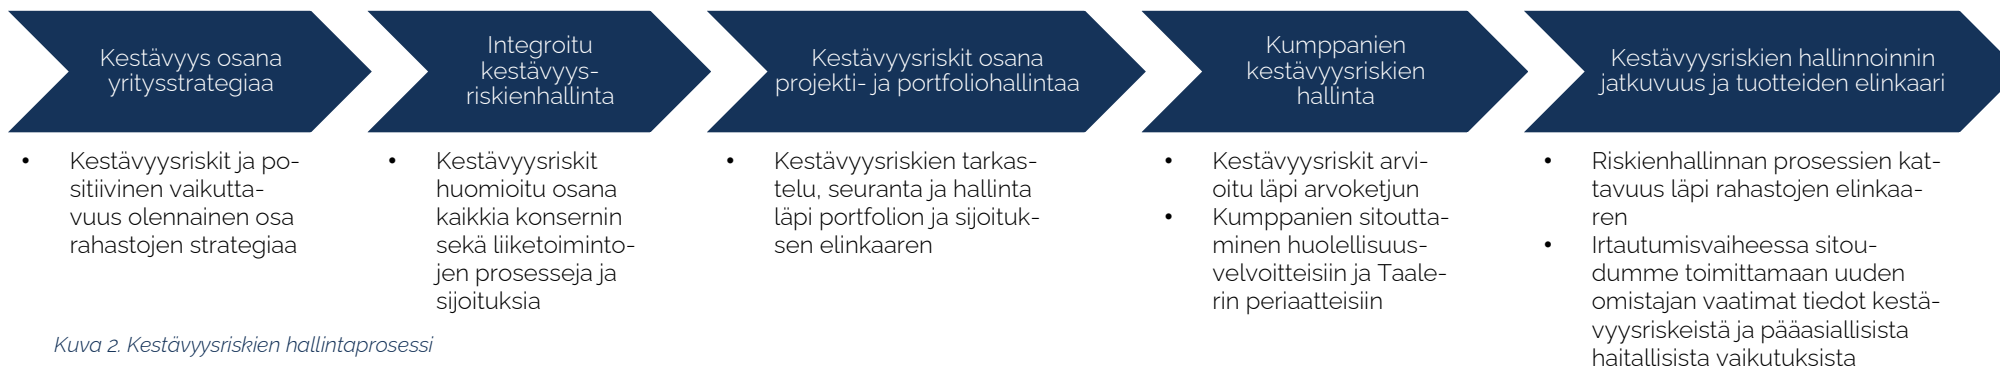 Kestävyys osana
yritysstrategiaa
Integroitu
kestävyys-
riskienhallinta
Kestävyysriskit osana
projekti- ja portfoliohallintaa
Kumppanien
kestävyysriskien
hallinta
Kestävyysriskien hallinnoinnin
jatkuvuus ja tuotteiden elinkaari
• Kestävyysriskit ja po-
sitiivinen vaikutta-
vuus olennainen osa
rahastojen strategiaa
• Kestävyysriskit
huomioitu osana
kaikkia konsernin
sekä liiketoiminto-
jen prosesseja ja
sijoituksia
• Kestävyysriskien tarkas-
telu, seuranta ja hallinta
läpi portfolion ja sijoituk-
sen elinkaaren
• Kestävyysriskit arvi-
oitu läpi arvoketjun
• Kumppanien sitoutta-
minen huolellisuus-
velvoitteisiin ja Taale-
rin periaatteisiin
• Riskienhallinnan prosessien kat-
tavuus läpi rahastojen elinkaa-
ren
• Irtautumisvaiheessa sitou-
dumme toimittamaan uuden
omistajan vaatimat tiedot kestä-
vyysriskeistä ja pääasiallisista
haitallisista vaikutuksista
Kuva 2. Kestävyysriskien hallintaprosessi